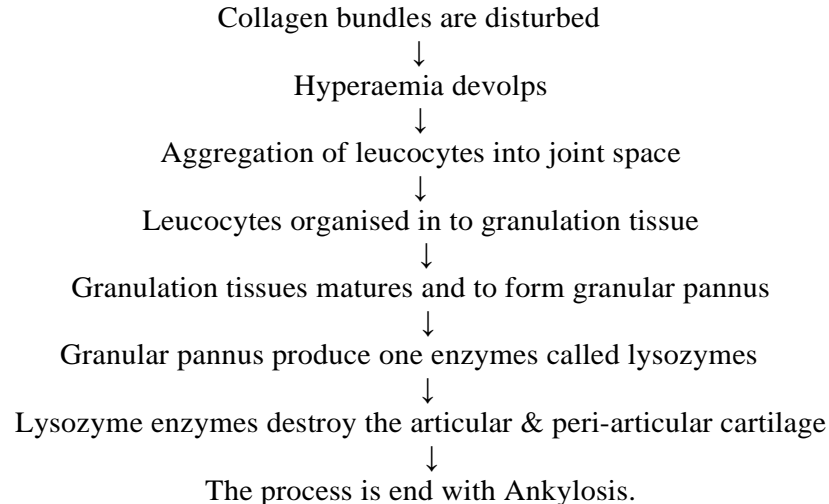 Collagen bundles are disturbed
↓
Hyperaemia devolps
↓
Aggregation of leucocytes into joint space
↓
Leucocytes organised in to granulation tissue
↓
Granulation tissues matures and to form granular pannus
↓
Granular pannus produce one enzymes called lysozymes
↓
Lysozyme enzymes destroy the articular & peri-articular cartilage
↓
The process is end with Ankylosis.